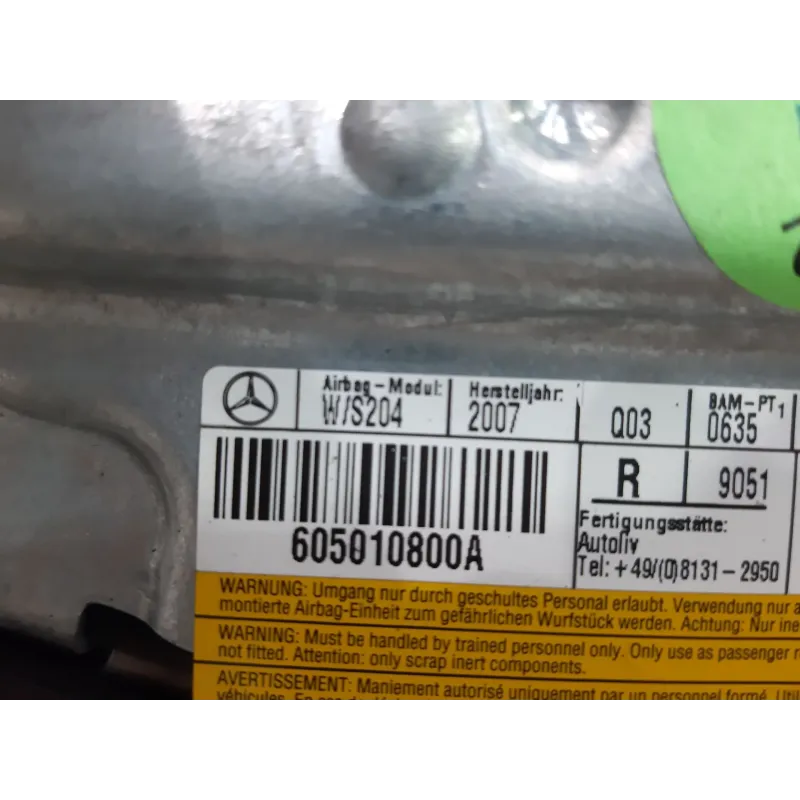 Airbag-Modul:
W/S204
Herstelljahr:
2007
Q03
BAM-PT1
0635
R
9051
605010800A
Fertigungsstätte:
Autoliv
Tel: +49/(0)8131-2950
WARNUNG: Umgang nur durch geschultes Personal erlaubt. Verwendung nur a
montierte Airbag-Einheit zum gefährlichen Wurfstück werden. Achtung: Nur ine
WARNING: Must be handled by trained personnel only. Only use as passenger
not fitted. Attention: only scrap inert components.
AVERTISSEMENT: Maniement autorisé uniquement par un personnel formé.
véhicules.